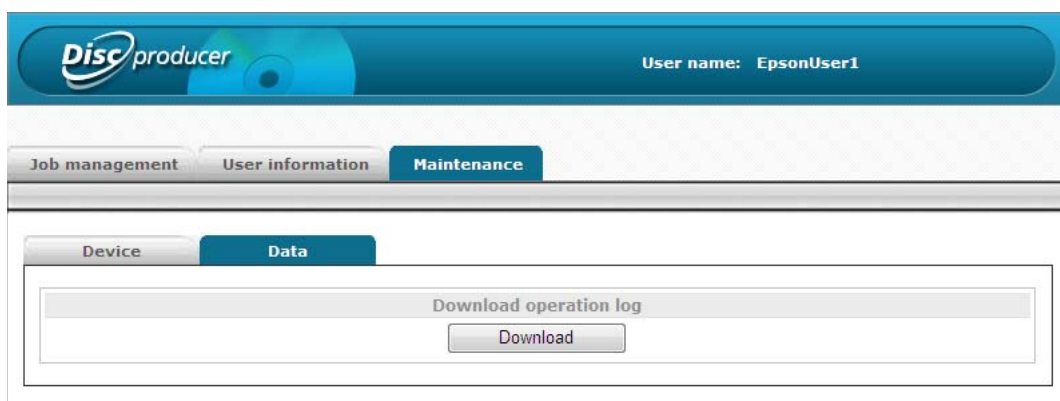 Disc producer
User name: EpsonUser1
Job management User information Maintenance
Device Data
Download operation log
Download